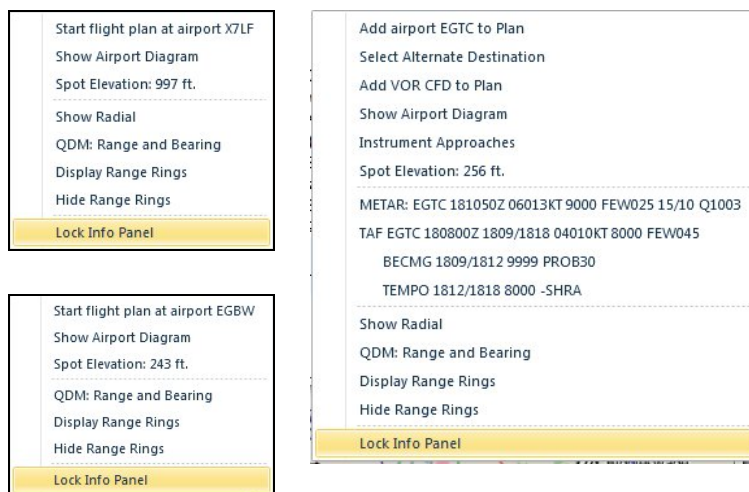 Start flight plan at airport X7LF
Show Airport Diagram
Spot Elevation: 997 ft.
Show Radial
QDM: Range and Bearing
Display Range Rings
Hide Range Rings
Lock Info Panel
Start flight plan at airport EGBW
Show Airport Diagram
Spot Elevation: 243 ft.
QDM: Range and Bearing
Display Range Rings
Hide Range Rings
Lock Info Panel
Add airport EGTC to Plan
Select Alternate Destination
Add VOR CFD to Plan
Show Airport Diagram
Instrument Approaches
Spot Elevation: 256 ft.
METAR: EGTC 181050Z 06013KT 9000 FEW025 15/10 Q1003
TAF EGTC 180800Z 1809/1818 04010KT 8000 FEW045
BECMG 1809/1812 9999 PROB30
TEMPO 1812/1818 8000 -SHRA
Show Radial
QDM: Range and Bearing
Display Range Rings
Hide Range Rings
Lock Info Panel